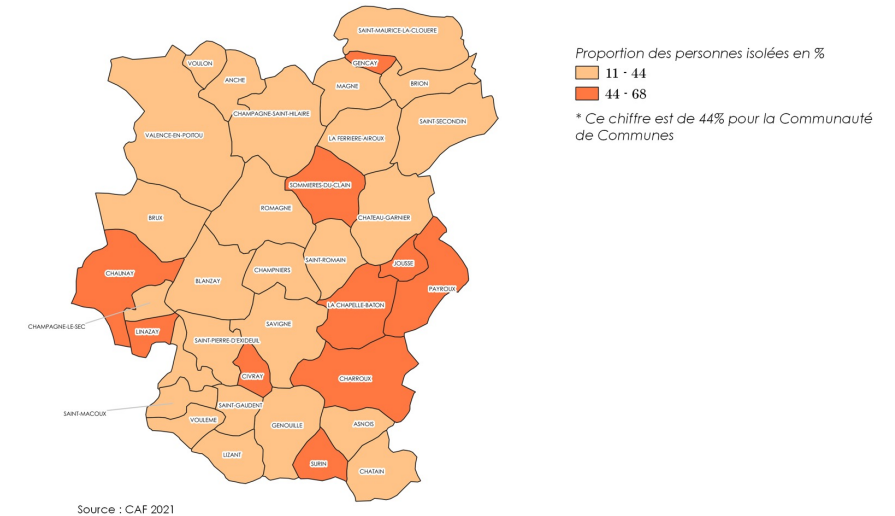 SAINT-MAURICE-LA-CLOUERE
VOULON
GENCAY
ANCHE
MAGNE
BRION
CHAMPAGNE-SAINT-HILAIRE
SAINT-SECONDIN
VALENCE-EN-POITOU
LA FERRIERE-AIROUX
SOMMIERES-DU-CLAIN
ROMAGNE
BRUX
CHATEAU-GARNIER
SAINT-ROMAIN
JOUSSE
CHAUNAY
CHAMPNIERS
BLANZAY
PAYROUX
LA CHAPELLE-BATON
CHAMPAGNE-LE-SEC
SAVIGNE
LINAZAY
SAINT-PIERRE-D'EXIDEUIL
CIVRAY
CHARROUX
SAINT-GAUDENT
SAINT-MACOUX
VOULEME
GENOUILLE
ASNOIS
LIZANT
SURIN
CHATAIN
Proportion des personnes isolées en %
11 - 44
44 - 68
* Ce chiffre est de 44% pour la Communauté
de Communes
Source : CAF 2021